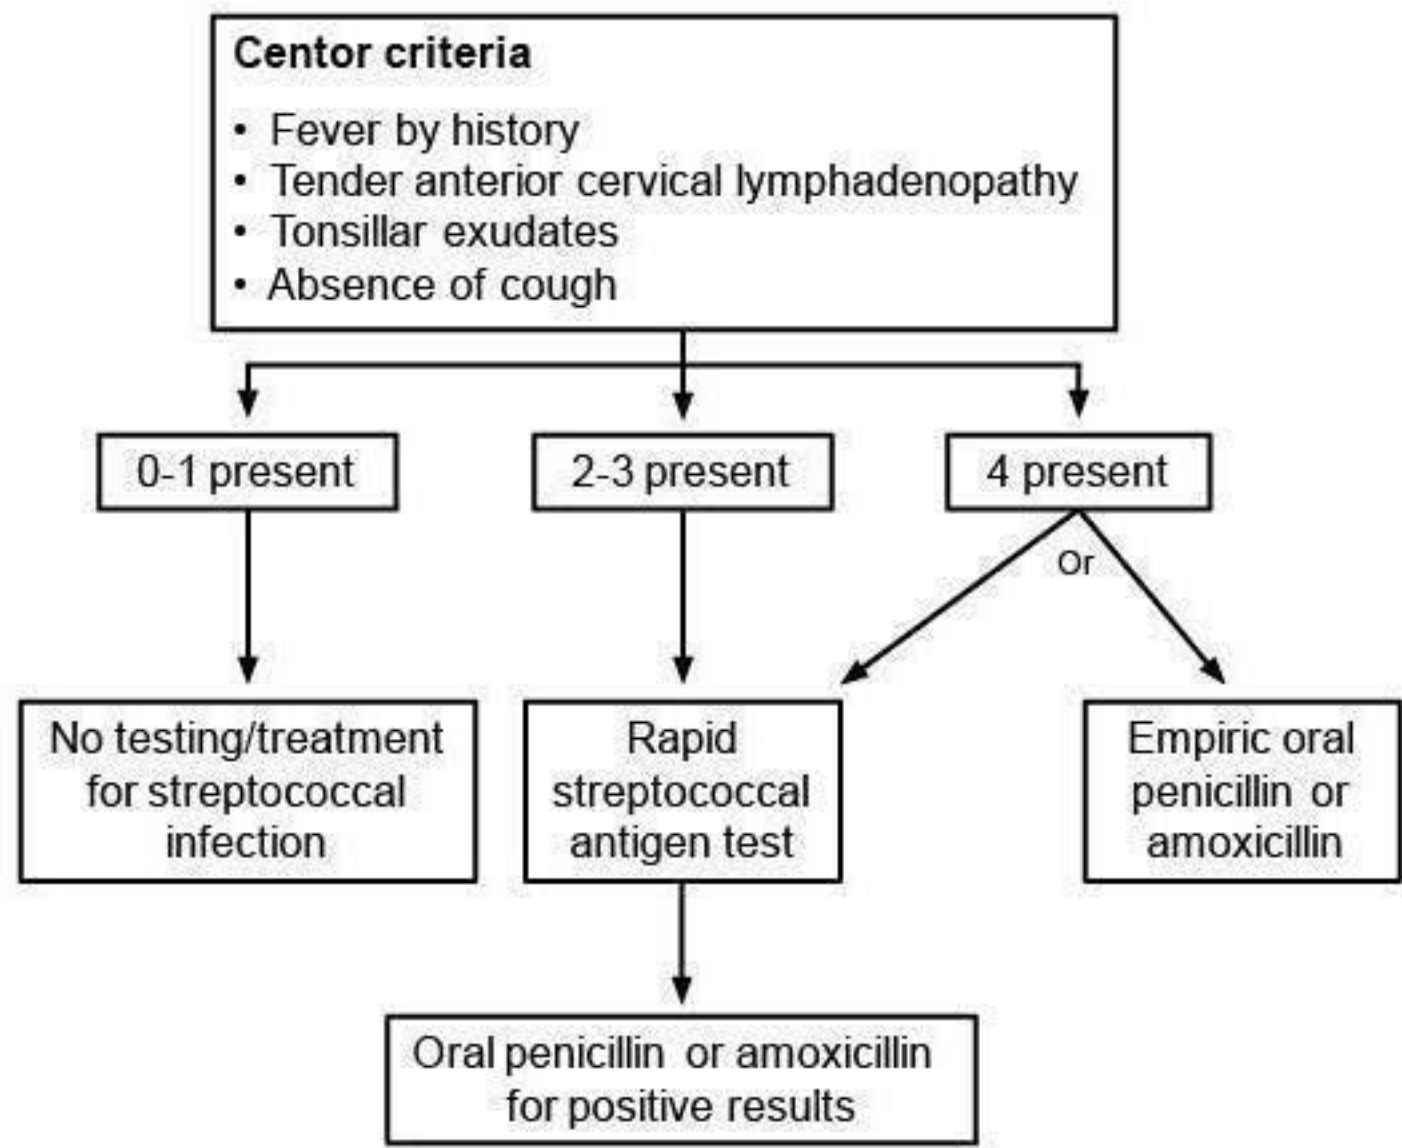 Centor criteria
• Fever by history
• Tender anterior cervical lymphadenopathy
• Tonsillar exudates
• Absence of cough
0-1 present
2-3 present
4 present
Or
No testing/treatment
for streptococcal
infection
Rapid
streptococcal
antigen test
Empiric oral
penicillin or
amoxicillin
Oral penicillin or amoxicillin
for positive results